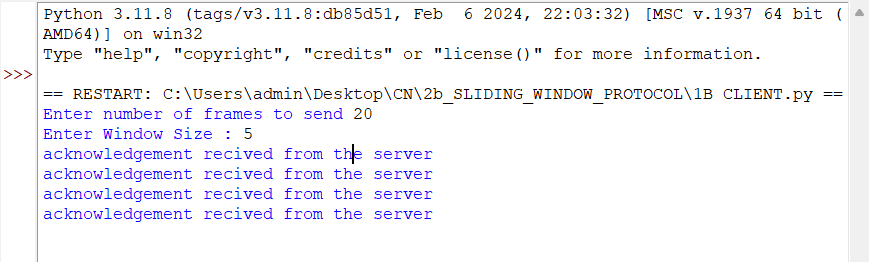 Python 3.11.8 (tags/v3.11.8:db85d51, Feb  6 2024, 22:03:32) [MSC v.1937 64 bit (
AMD64)] on win32
Type "help", "copyright", "credits" or "license()" for more information.
>>>
== RESTART: C:\Users\admin\Desktop\CN\2b_SLIDING_WINDOW_PROTOCOL\1B CLIENT.py ==
Enter number of frames to send 20
Enter Window Size : 5
acknowledgement recived from the server
acknowledgement recived from the server
acknowledgement recived from the server
acknowledgement recived from the server